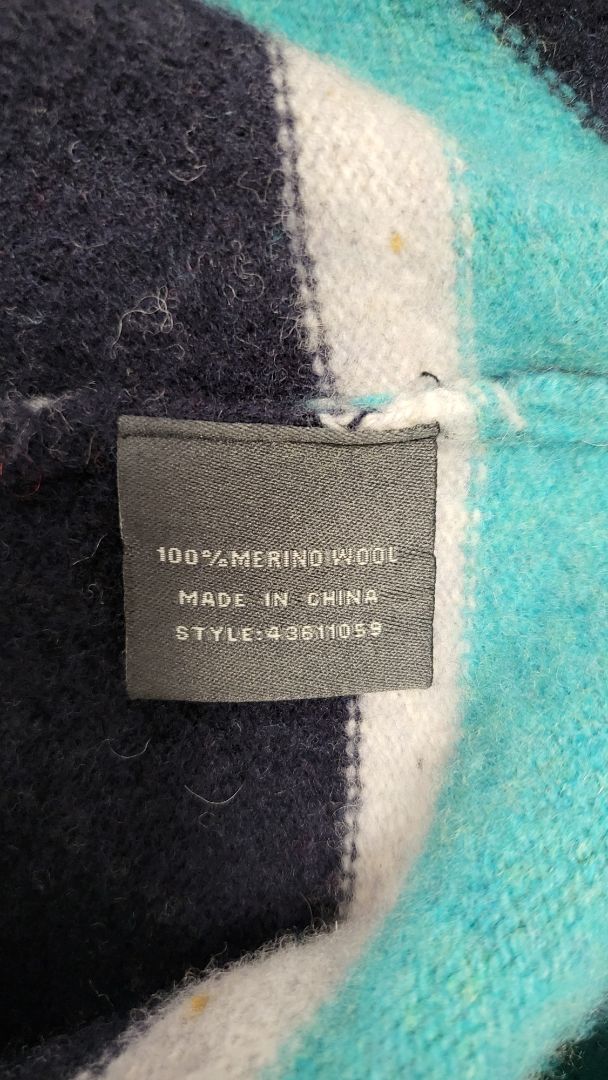 100% MERINO WOOL
MADE IN CHINA
STYLE:43611059